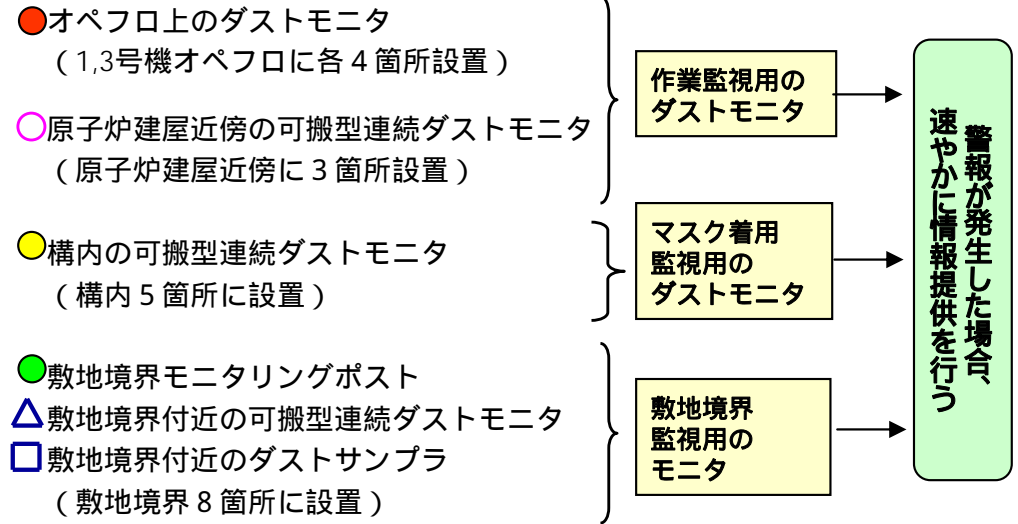 オペフロ上のダストモニタ
(1,3号機オペフロに各4箇所設置)
原子炉建屋近傍の可搬型連続ダストモニタ
(原子炉建屋近傍に3箇所設置)
構内の可搬型連続ダストモニタ
(構内5箇所に設置)
敷地境界モニタリングポスト
敷地境界付近の可搬型連続ダストモニタ
敷地境界付近のダストサンプラ
(敷地境界8箇所に設置)
作業監視用の
ダストモニタ
マスク着用
監視用の
ダストモニタ
敷地境界
監視用の
モニタ
警報が発生した場合、
速やかに情報提供を行う